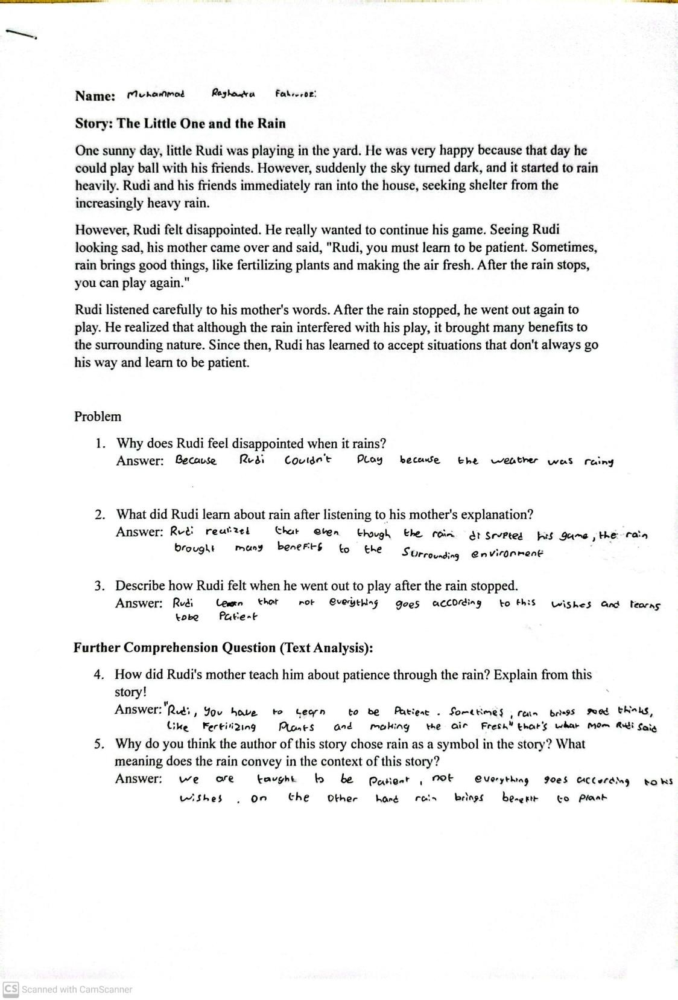 Name: Muhammad
Story: The Little One and the Rain
One sunny day, little Rudi was playing in the yard. He was very happy because that day he
could play ball with his friends. However, suddenly the sky turned dark, and it started to rain
heavily. Rudi and his friends immediately ran into the house, seeking shelter from the
increasingly heavy rain.
However, Rudi felt disappointed. He really wanted to continue his game. Seeing Rudi
looking sad, his mother came over and said, "Rudi, you must learn to be patient. Sometimes,
rain brings good things, like fertilizing plants and making the air fresh. After the rain stops,
you can play again."
Rudi listened carefully to his mother's words. After the rain stopped, he went out again to
play. He realized that although the rain interfered with his play, it brought many benefits to
the surrounding nature. Since then, Rudi has learned to accept situations that don't always go
his way and learn to be patient.
Problem
1. Why does Rudi feel disappointed when it rains?
Answer: Because Rudi Couldn't Play because the weather was rainy
2. What did Rudi learn about rain after listening to his mother's explanation?
Answer: Rudi realized that even though the rain disrupted his game, the rain
brought many benefits to the Surrounding environment
3. Describe how Rudi felt when he went out to play after the rain stopped.
Answer: Rudi Learn that not everything goes according to this wishes and learns
tobe Patient
Further Comprehension Question (Text Analysis):
4. How did Rudi's mother teach him about patience through the rain? Explain from this
story!
Answer: "Rudi, you have to Learn to be Patient. Sometimes, rain brings good thinks,
Like Fertilizing Plants and making the air Fresh" that's what mom Rudi Said
5. Why do you think the author of this story chose rain as a symbol in the story? What
meaning does the rain convey in the context of this story?
Answer: We are taught to be Patient, not everything goes according to his
wishes. on the other hand rain brings benefit to plant
CS Scanned with CamScanner